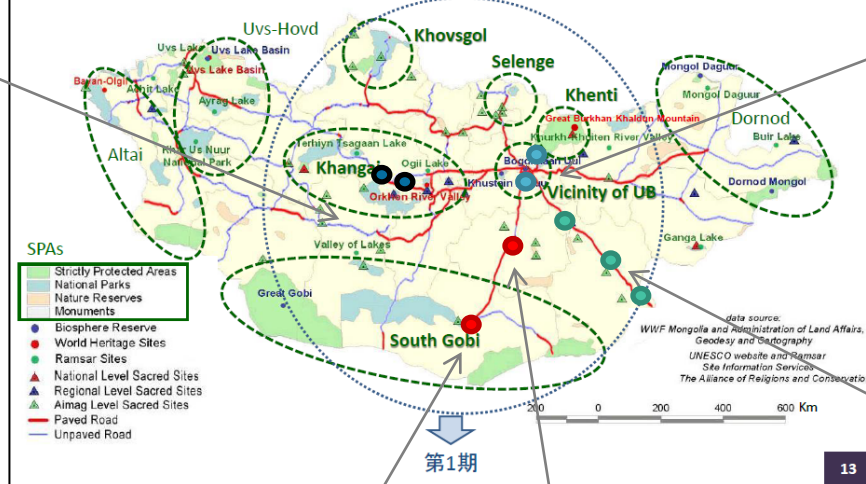 Uvs-Hovd
Khovsgol
Selenge
Khenti
Dornod
Altai
Khangai
Vicinity of UB
South Gobi
Uvs Lake Basin
Uvs Lake Basin
Bayan-Olgii
Achit Lake
Ayrag Lake
Khar Us Nuur
National Park
Terhiyn Tsagaan Lake
Ogii Lake
Orkhon River Valley
Valley of Lakes
Great Gobi
Great Burkhan Khaldun Mountain
Khurkh Khuiten River Valley
Mongol Daguur
Mongol Daguur
Buir Lake
Dornod Mongol
Ganga Lake
SPAs
Strictly Protected Areas
National Parks
Nature Reserves
Monuments
Biosphere Reserve
World Heritage Sites
Ramsar Sites
National Level Sacred Sites
Regional Level Sacred Sites
Aimag Level Sacred Sites
Paved Road
Unpaved Road
data source:
WWF Mongolia and Administration of Land Affairs,
Geodesy and Cartography
UNESCO website and Ramsar
Site Information Services
The Alliance of Religions and Conservatio
200 0 200 400 600 Km
第1期
13